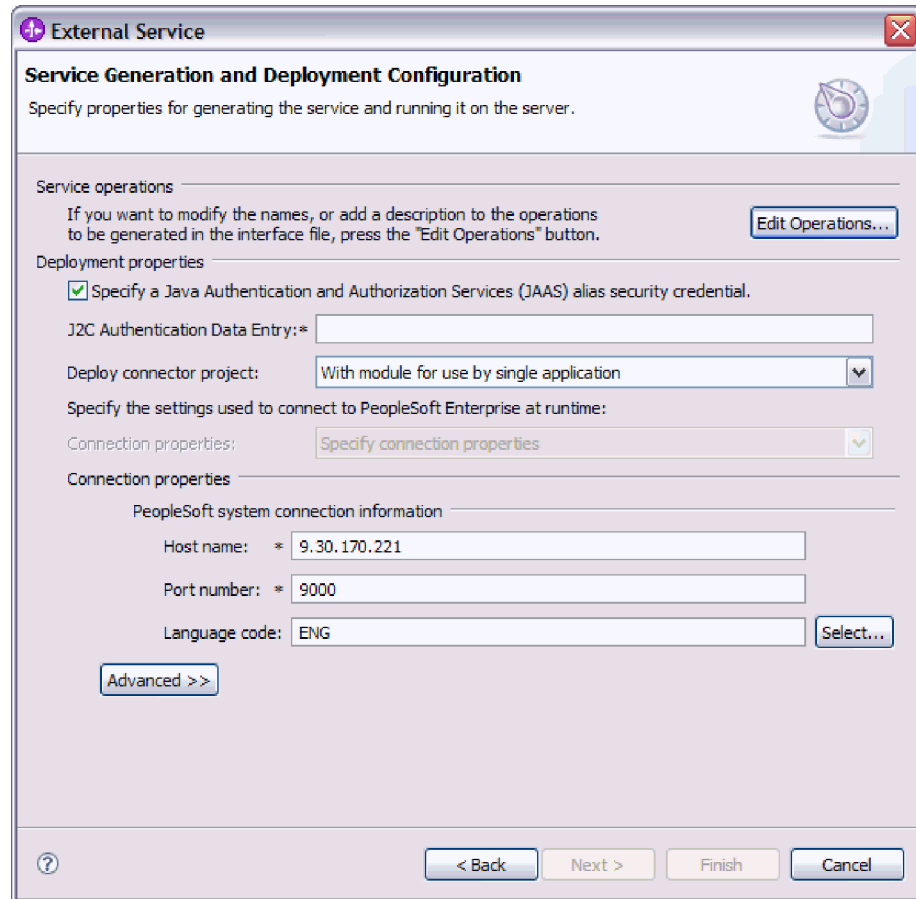 External Service
Service Generation and Deployment Configuration
Specify properties for generating the service and running it on the server.
Service operations
If you want to modify the names, or add a description to the operations
to be generated in the interface file, press the "Edit Operations" button.
Edit Operations...
Deployment properties
Specify a Java Authentication and Authorization Services (JAAS) alias security credential.
J2C Authentication Data Entry:*
Deploy connector project: With module for use by single application
Specify the settings used to connect to PeopleSoft Enterprise at runtime:
Connection properties: Specify connection properties
Connection properties
PeopleSoft system connection information
Host name: * 9.30.170.221
Port number: * 9000
Language code: ENG Select...
Advanced >>
? < Back Next > Finish Cancel